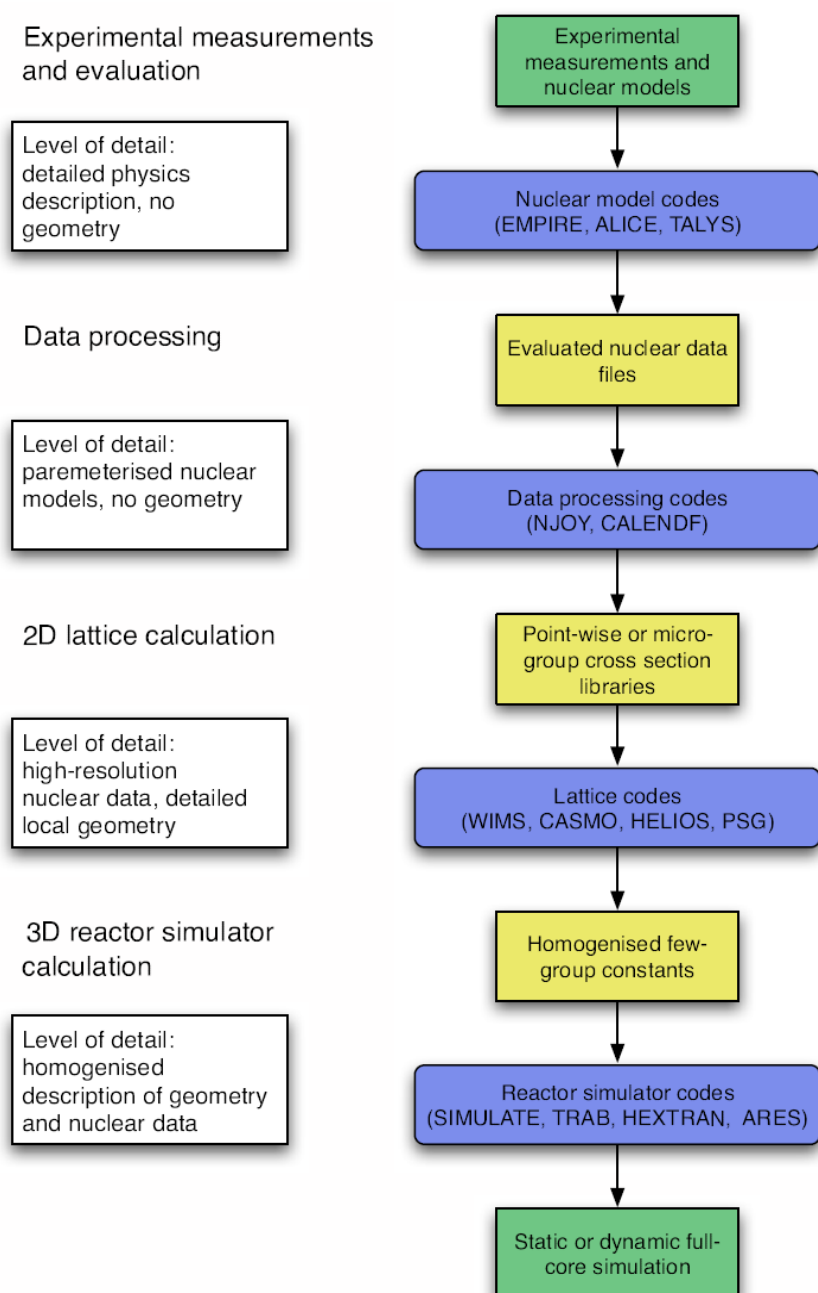 Experimental measurements
and evaluation
Level of detail:
detailed physics
description, no
geometry
Data processing
Level of detail:
paremeterised nuclear
models, no geometry
2D lattice calculation
Level of detail:
high-resolution
nuclear data, detailed
local geometry
3D reactor simulator
calculation
Level of detail:
homogenised
description of geometry
and nuclear data
Experimental
measurements and
nuclear models
Nuclear model codes
(EMPIRE, ALICE, TALYS)
Evaluated nuclear data
files
Data processing codes
(NJOY, CALENDF)
Point-wise or micro-
group cross section
libraries
Lattice codes
(WIMS, CASMO, HELIOS, PSG)
Homogenised few-
group constants
Reactor simulator codes
(SIMULATE, TRAB, HEXTRAN, ARES)
Static or dynamic full-
core simulation